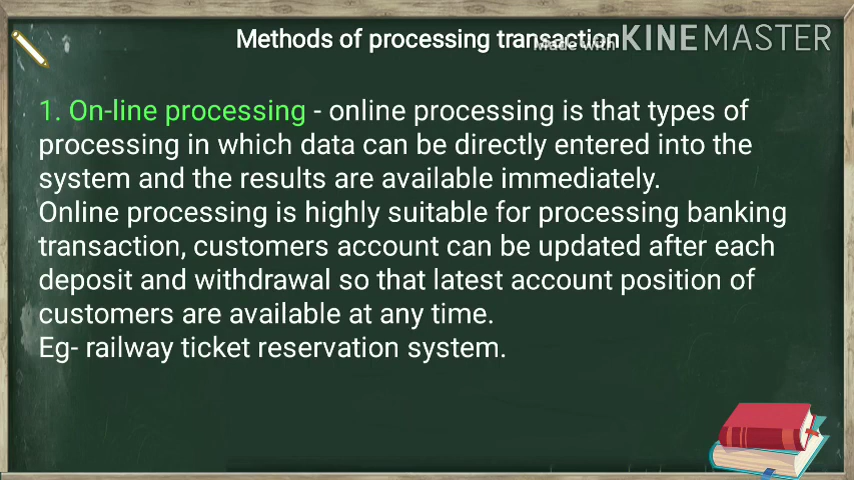 Methods of processing transaction
made with KINEMASTER
1. On-line processing - online processing is that types of
processing in which data can be directly entered into the
system and the results are available immediately.
Online processing is highly suitable for processing banking
transaction, customers account can be updated after each
deposit and withdrawal so that latest account position of
customers are available at any time.
Eg- railway ticket reservation system.